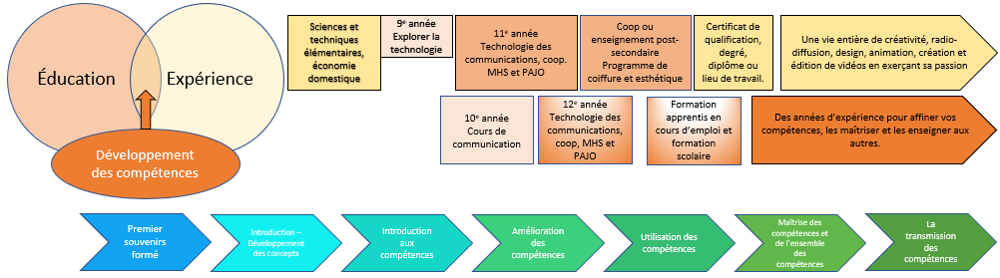 Éducation
Expérience
Développement
des compétences
Sciences et
techniques
élémentaires,
économie
domestique
9e année
Explorer la
technologie
11e année
Technologie des
communications, coop.
MHS et PAJO
Coop ou
enseignement post-
secondaire
Programme de
coiffure et esthétique
Certificat de
qualification,
degré,
diplôme ou
lieu de travail.
Une vie entière de créativité, radio-
diffusion, design, animation, création et
édition de vidéos en exerçant sa passion
10e année
Cours de
communication
12e année
Technologie des
communications,
coop, MHS et
PAJO
Formation
apprentis en
cours d'emploi et
formation
scolaire
Des années d'expérience pour affiner vos
compétences, les maîtriser et les enseigner aux
autres.
Premier
souvenirs
formé
Introduction –
Développement
des concepts
Introduction
aux
compétences
Amélioration
des
compétences
Utilisation des
compétences
Maîtrise des
compétences et
de l'ensemble
des
compétences
La
transmission
des
compétences